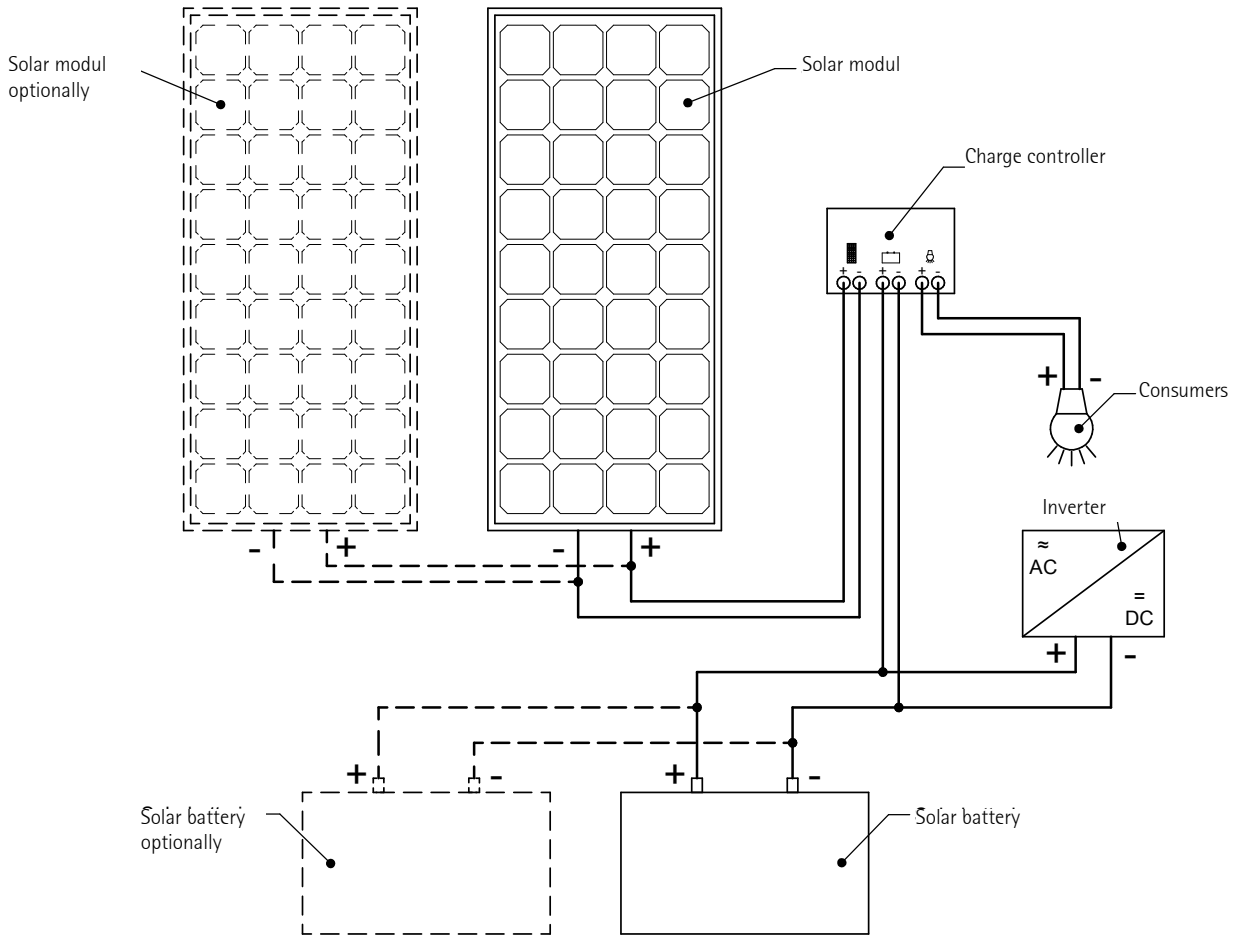 Solar modul
optionally
Solar modul
Charge controller
+ - + - + -
+ -
Consumers
Inverter
≈
AC
=
DC
- +
- +
+ -
+ -
+ -
Solar battery
optionally
Solar battery